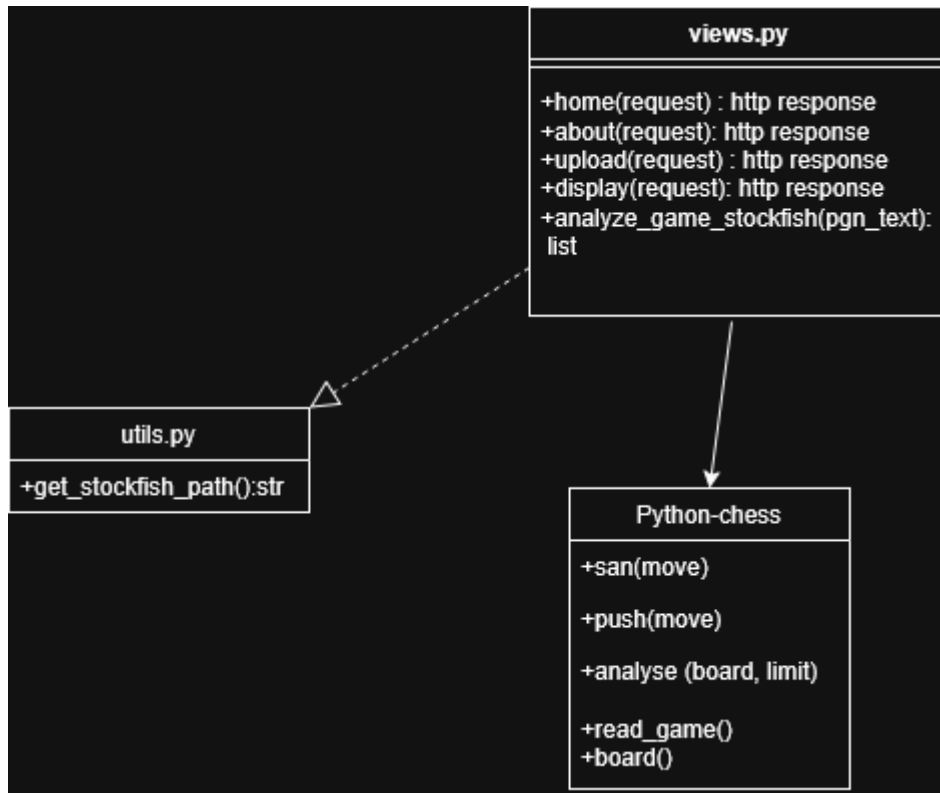 views.py
+home(request) : http response
+about(request): http response
+upload(request) : http response
+display(request): http response
+analyze_game_stockfish(pgn_text):
list
utils.py
+get_stockfish_path():str
Python-chess
+san(move)
+push(move)
+analyse (board, limit)
+read_game()
+board()